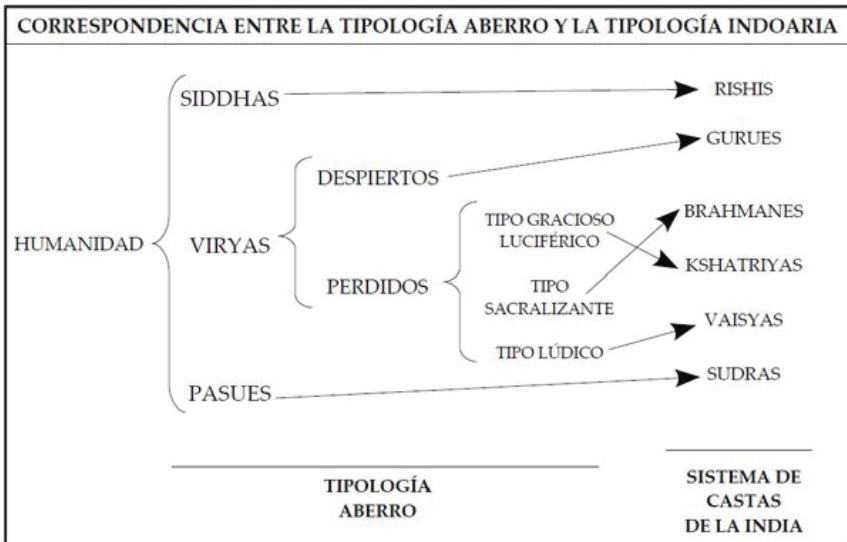 CORRESPONDENCIA ENTRE LA TIPOLOGÍA ABERRO Y LA TIPOLOGÍA INDOARIA
HUMANIDAD
SIDDHAS
VIRYAS
PASUES
DESPIERTOS
PERDIDOS
TIPO GRACIOSO
LUCIFÉRICO
TIPO
SACRALIZANTE
TIPO LÚDICO
RISHIS
GURUES
BRAHMANES
KSHATRIYAS
VAISYAS
SUDRAS
TIPOLOGÍA
ABERRO
SISTEMA DE
CASTAS
DE LA INDIA